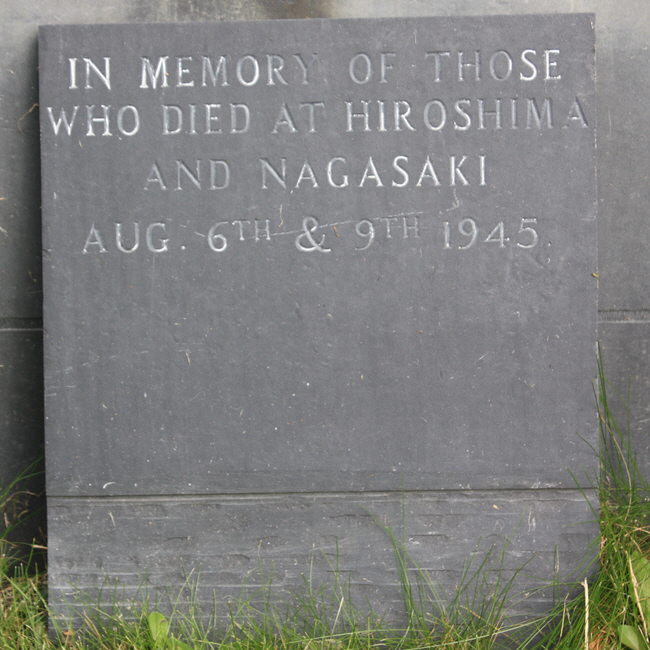 IN MEMORY OF THOSE
WHO DIED AT HIROSHIMA
AND NAGASAKI
AUG. 6TH & 9TH 1945.